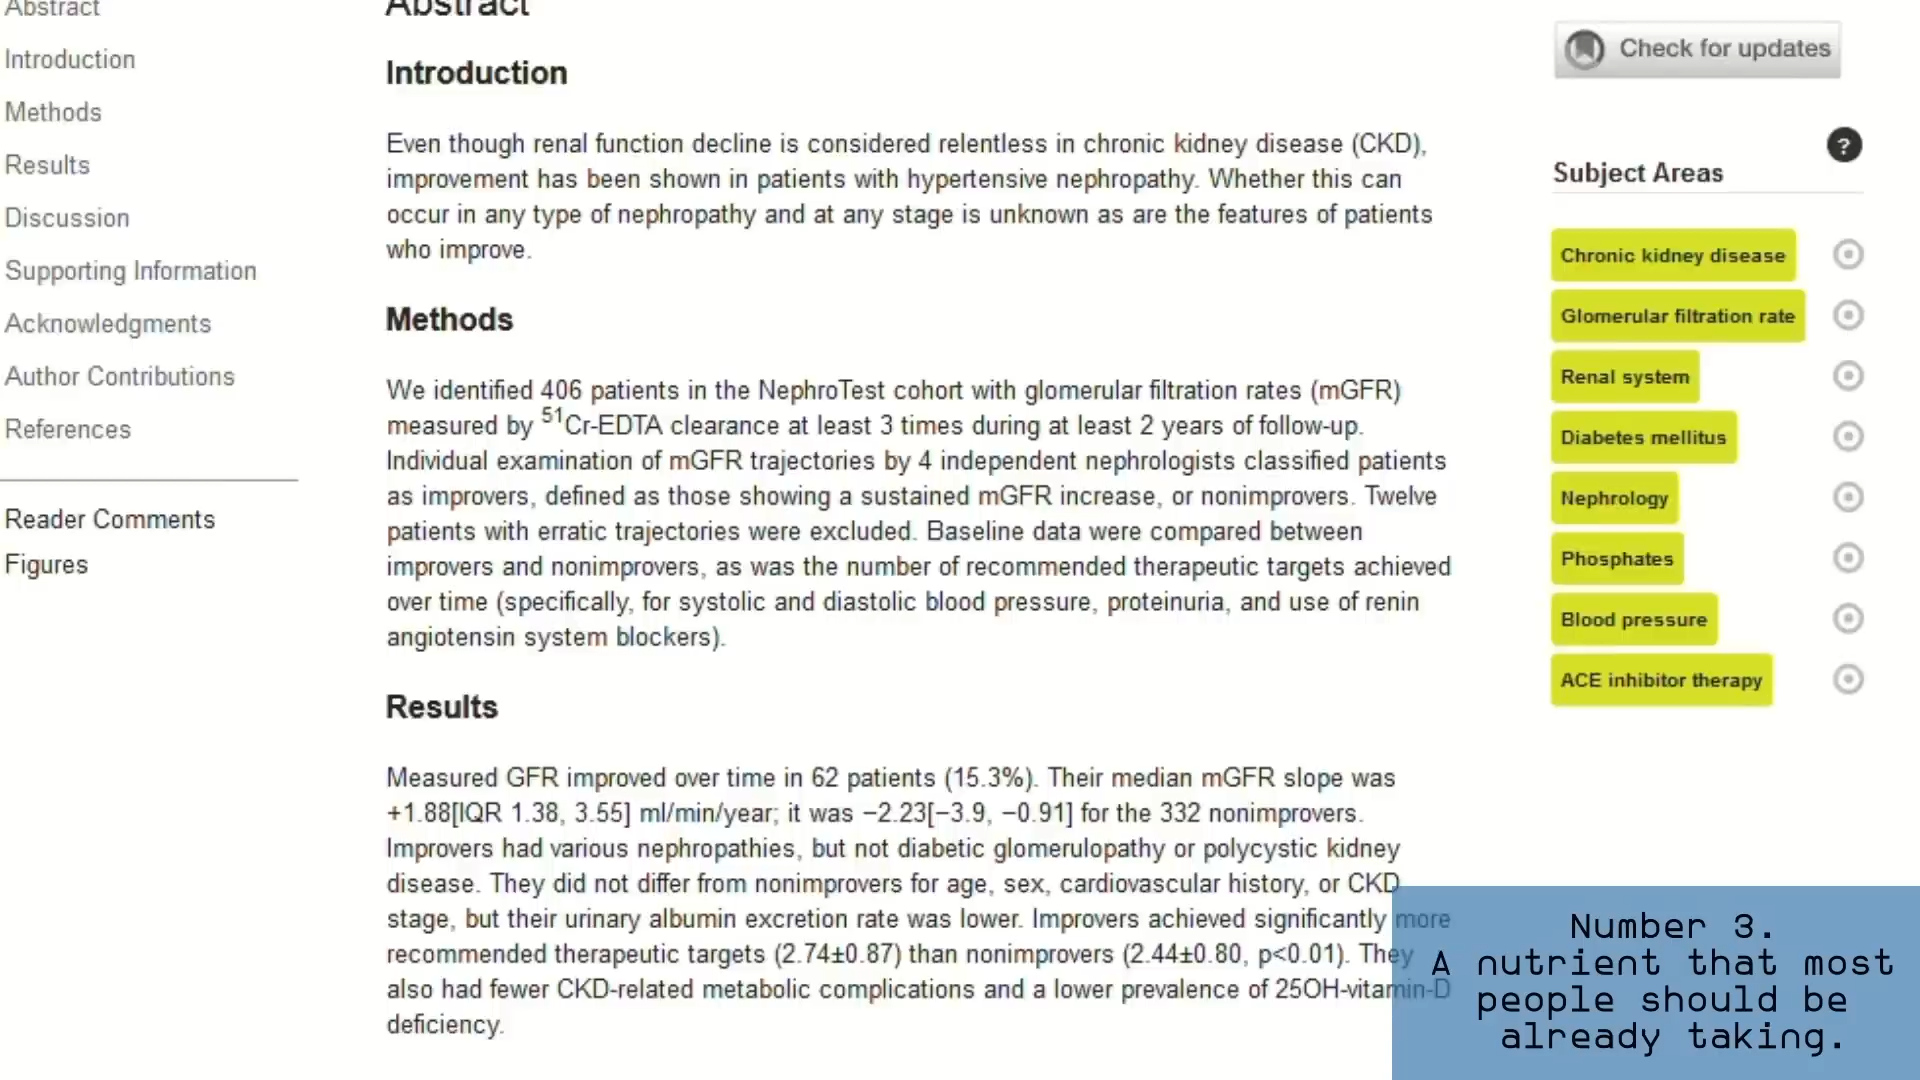 Abstract
Introduction
Methods
Results
Discussion
Supporting Information
Acknowledgments
Author Contributions
References
Reader Comments
Figures
Abstract
Introduction
Even though renal function decline is considered relentless in chronic kidney disease (CKD),
improvement has been shown in patients with hypertensive nephropathy. Whether this can
occur in any type of nephropathy and at any stage is unknown as are the features of patients
who improve.
Methods
We identified 406 patients in the NephroTest cohort with glomerular filtration rates (mGFR)
measured by ⁵¹Cr-EDTA clearance at least 3 times during at least 2 years of follow-up.
Individual examination of mGFR trajectories by 4 independent nephrologists classified patients
as improvers, defined as those showing a sustained mGFR increase, or nonimprovers. Twelve
patients with erratic trajectories were excluded. Baseline data were compared between
improvers and nonimprovers, as was the number of recommended therapeutic targets achieved
over time (specifically, for systolic and diastolic blood pressure, proteinuria, and use of renin
angiotensin system blockers).
Results
Measured GFR improved over time in 62 patients (15.3%). Their median mGFR slope was
+1.88[IQR 1.38, 3.55] ml/min/year; it was −2.23[−3.9, −0.91] for the 332 nonimprovers.
Improvers had various nephropathies, but not diabetic glomerulopathy or polycystic kidney
disease. They did not differ from nonimprovers for age, sex, cardiovascular history, or CKD
stage, but their urinary albumin excretion rate was lower. Improvers achieved significantly more
recommended therapeutic targets (2.74±0.87) than nonimprovers (2.44±0.80, p<0.01). They
also had fewer CKD-related metabolic complications and a lower prevalence of 25OH-vitamin-D
deficiency.
Check for updates
?
Subject Areas
Chronic kidney disease
Glomerular filtration rate
Renal system
Diabetes mellitus
Nephrology
Phosphates
Blood pressure
ACE inhibitor therapy
Number 3.
A nutrient that most
people should be
already taking.